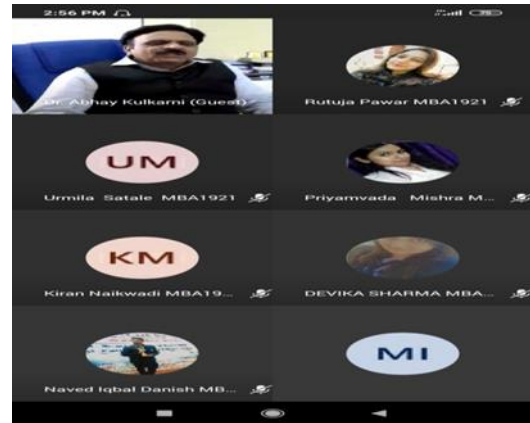 2:56 PM
Dr. Abhay Kulkarni (Guest)
Rutuja Pawar MBA1921
UM
Urmila Satale MBA1921
Priyamvada Mishra M...
KM
Kiran Naikwadi MBA19...
DEVIKA SHARMA MBA...
Naved Iqbal Danish MB...
MI